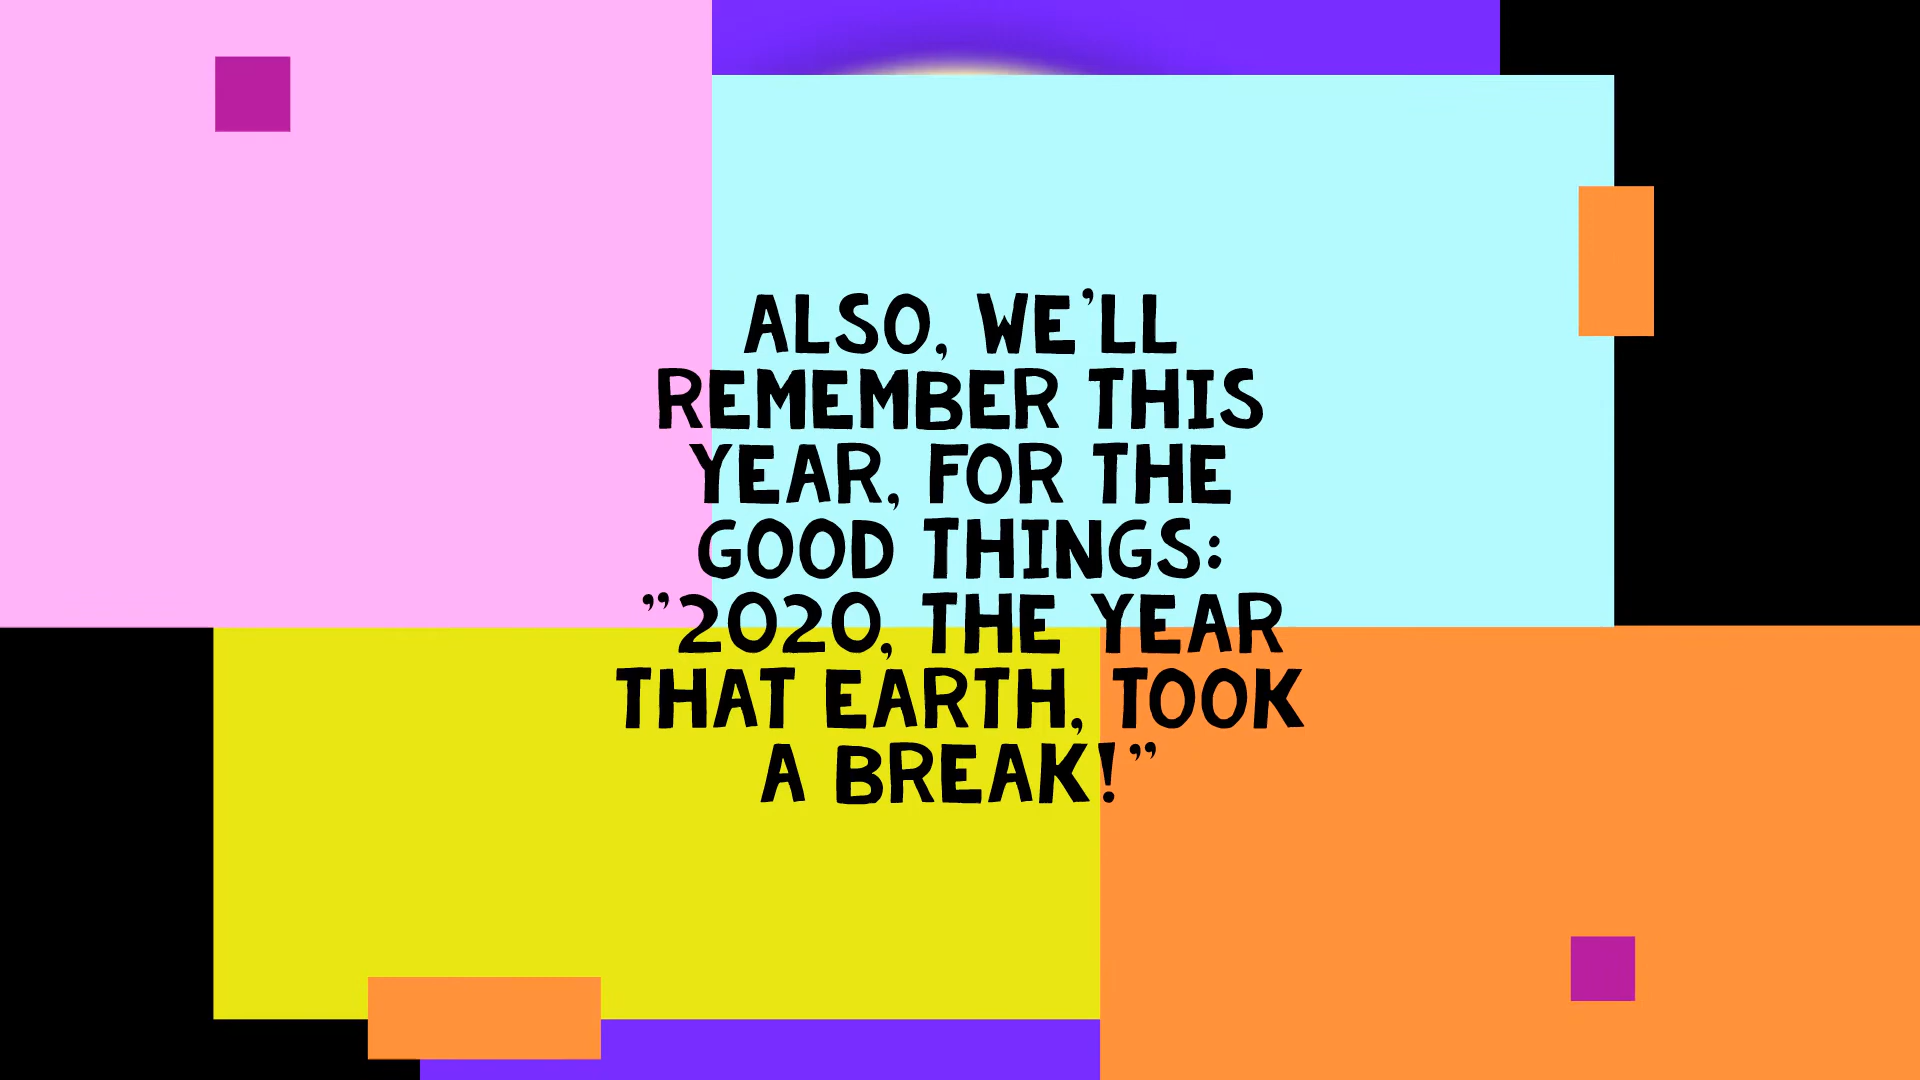 ALSO, WE’LL
REMEMBER THIS
YEAR, FOR THE
GOOD THINGS:
”2020, THE YEAR
THAT EARTH, TOOK
A BREAK!”